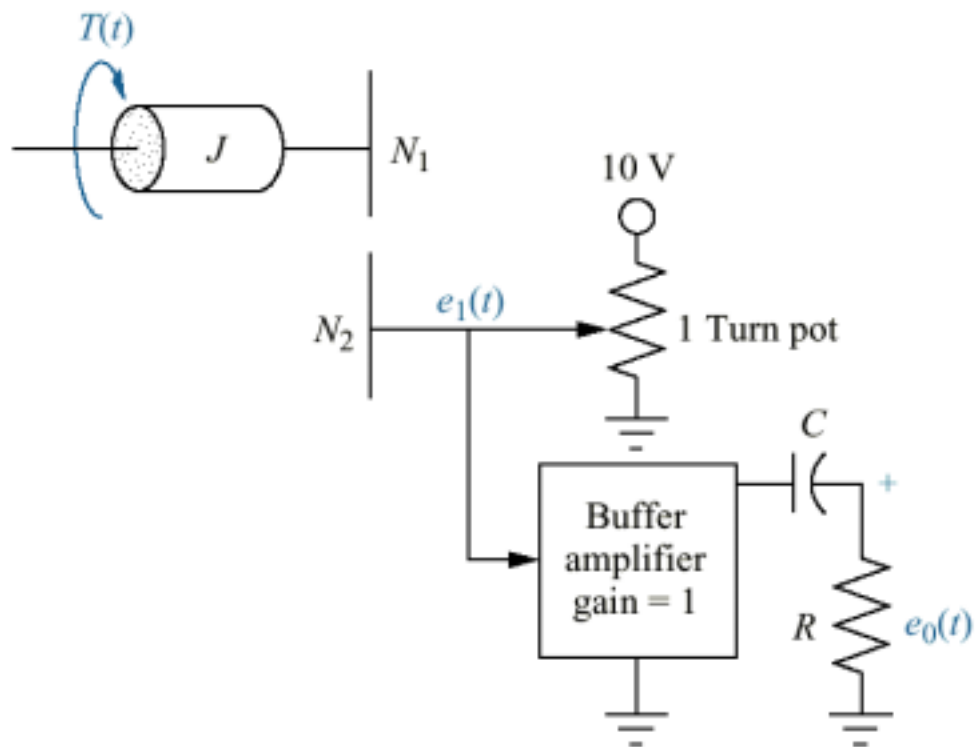 T(t)
J
N₁
10 V
N₂
e₁(t)
1 Turn pot
C
+
Buffer
amplifier
gain = 1
R
e₀(t)